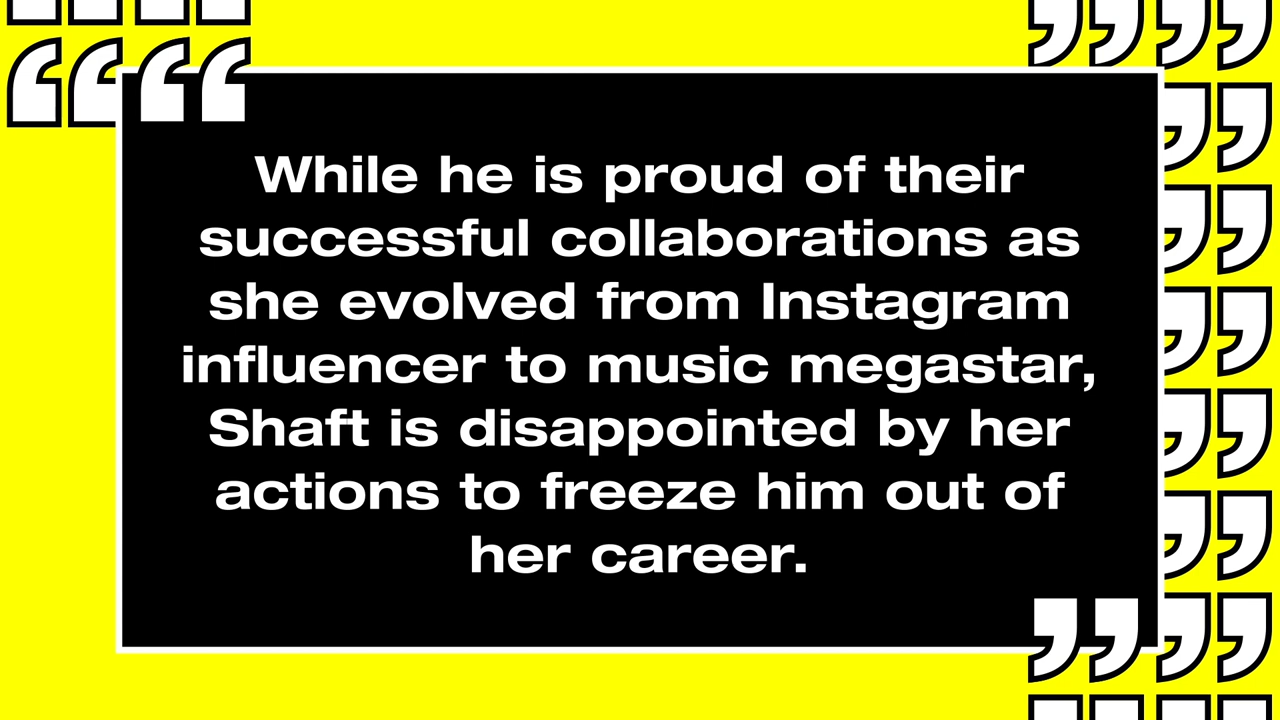 While he is proud of their
successful collaborations as
she evolved from Instagram
influencer to music megastar,
Shaft is disappointed by her
actions to freeze him out of
her career.